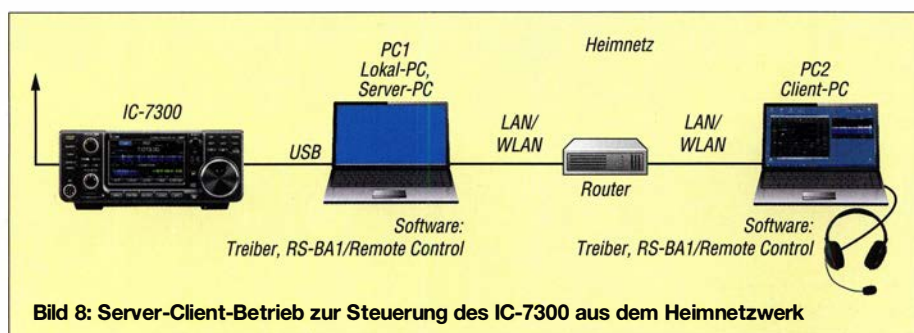 PC1
Lokal-PC,
Server-PC
Heimnetz
PC2
Client-PC
IC-7300
USB
LAN/
WLAN
LAN/
WLAN
Router
Software:
Treiber, RS-BA1/Remote Control
Software:
Treiber, RS-BA1/Remote Control
Bild 8: Server-Client-Betrieb zur Steuerung des IC-7300 aus dem Heimnetzwerk